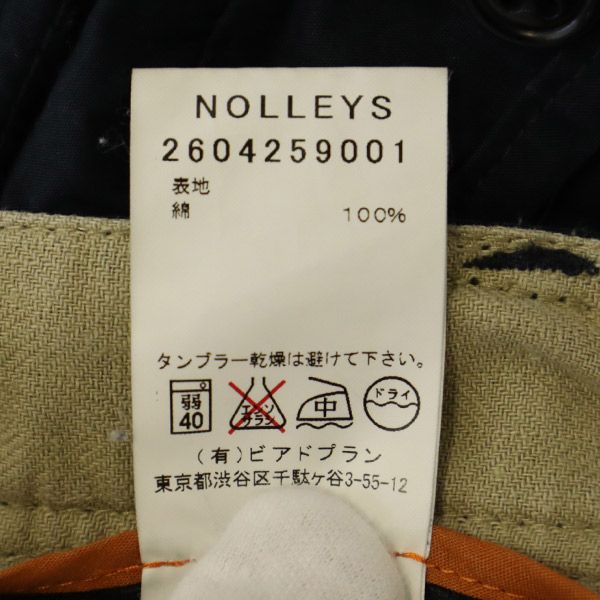 NOLLEYS
2604259001
表地
綿 100%
タンブラー乾燥は避けて下さい。
弱 40 エンソ サラシ 中 ドライ
(有)ビアドプラン
東京都渋谷区千駄ヶ谷3-55-12